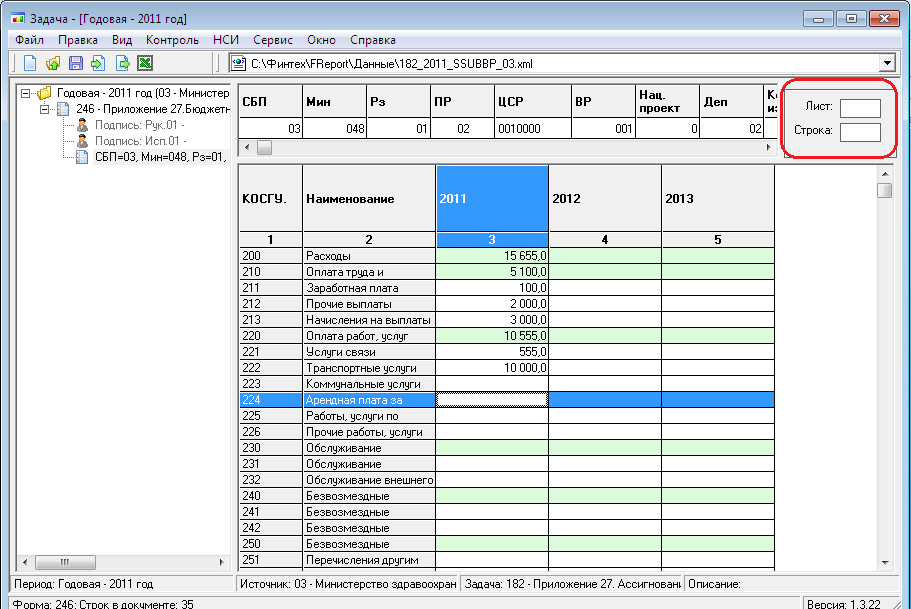 Задача - [Годовая - 2011 год]
Файл Правка Вид Контроль НСИ Сервис Окно Справка
C:\Финтех\FReport\Данные\182_2011_SSUBBP_03.xml
Годовая - 2011 год (03 - Министер
246 - Приложение 27.Бюджетн
Подпись: Рук.01 -
Подпись: Исп.01 -
СБП=03, Мин=048, Рз=01,
СБП Мин Рз ПР ЦСР ВР Нац. проект Деп
03 048 01 02 0010000 001 0 02
Лист:
Строка:
КОСГУ. Наименование 2011 2012 2013
1 2 3 4 5
200 Расходы 15 655,0
210 Оплата труда и 5 100,0
211 Заработная плата 100,0
212 Прочие выплаты 2 000,0
213 Начисления на выплаты 3 000,0
220 Оплата работ, услуг 10 555,0
221 Услуги связи 555,0
222 Транспортные услуги 10 000,0
223 Коммунальные услуги
224 Арендная плата за
225 Работы, услуги по
226 Прочие работы, услуги
230 Обслуживание
231 Обслуживание
232 Обслуживание внешнего
240 Безвозмездные
241 Безвозмездные
242 Безвозмездные
250 Безвозмездные
251 Перечисления другим
Период: Годовая - 2011 год Источник: 03 - Министерство здравоохран Задача: 182 - Приложение 27. Ассигновани Описание:
Форма: 246; Строк в документе: 35 Версия: 1.3.22